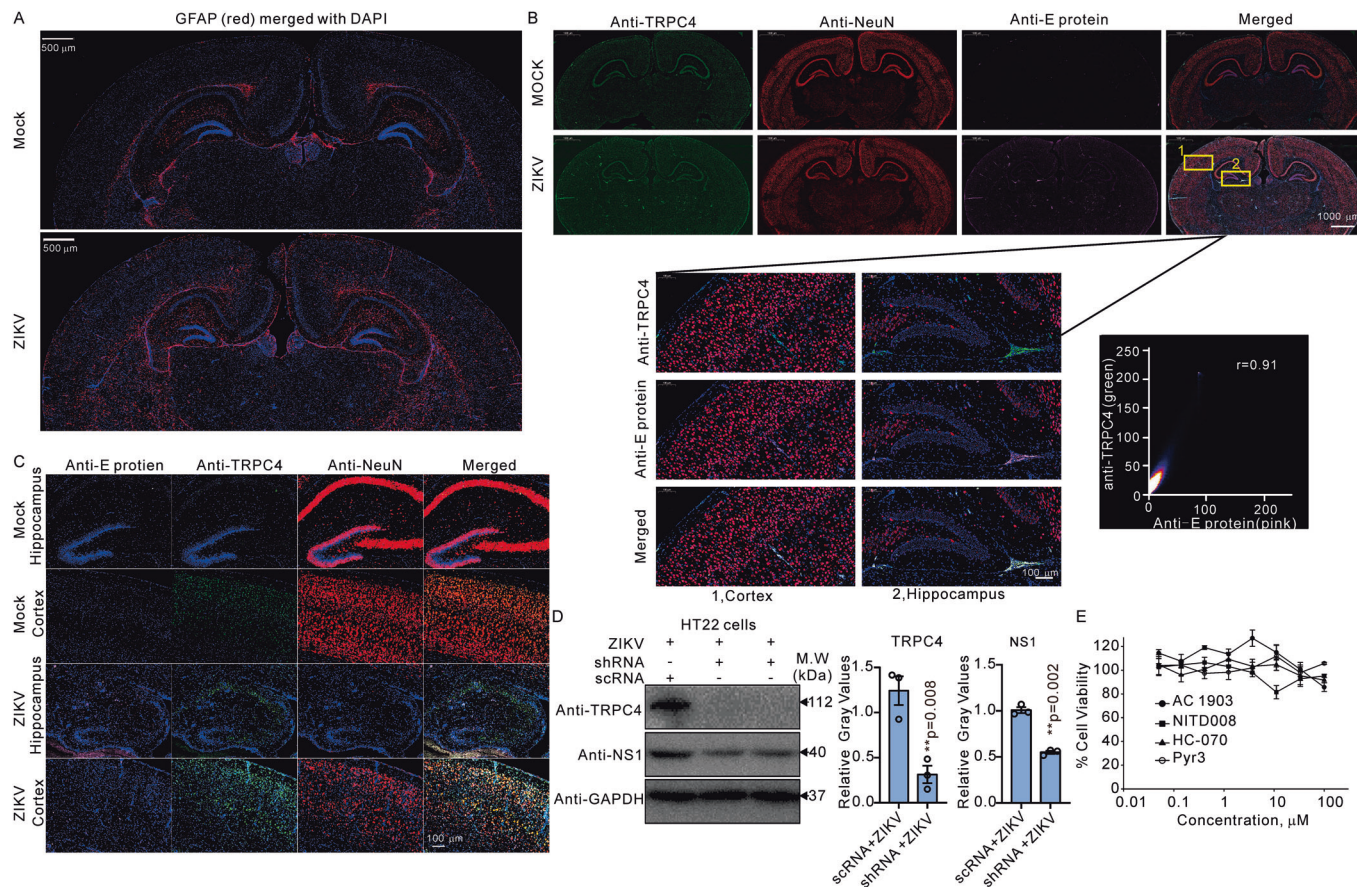 A
GFAP (red) merged with DAPI
500 μm
Mock
500 μm
ZIKV
B
Anti-TRPC4 Anti-NeuN Anti-E protein Merged
MOCK
ZIKV
1
2
1000 μm
Anti-TRPC4
Anti-E protein
Merged
100 μm
1,Cortex 2,Hippocampus
r=0.91
anti-TRPC4(green)
250
200
150
100
50
0
0 100 200
Anti-E protein(pink)
C
Anti-E protien Anti-TRPC4 Anti-NeuN Merged
Mock
Hippocampus
Mock
Cortex
ZIKV
Hippocampus
ZIKV
Cortex
100 μm
D
HT22 cells
ZIKV + + +
shRNA - + +
scRNA + - -
M.W
(kDa)
Anti-TRPC4 112
Anti-NS1 40
Anti-GAPDH 37
TRPC4
Relative Gray Values
1.5
1.0
0.5
0.0
**p=0.008
scRNA+ZIKV
shRNA+ZIKV
NS1
Relative Gray Values
1.5
1.0
0.5
0.0
**p=0.002
scRNA+ZIKV
shRNA +ZIKV
E
% Cell Viability
120
100
80
60
40
20
0
AC 1903
NITD008
HC-070
Pyr3
0.01 0.1 1 10 100
Concentration, μM